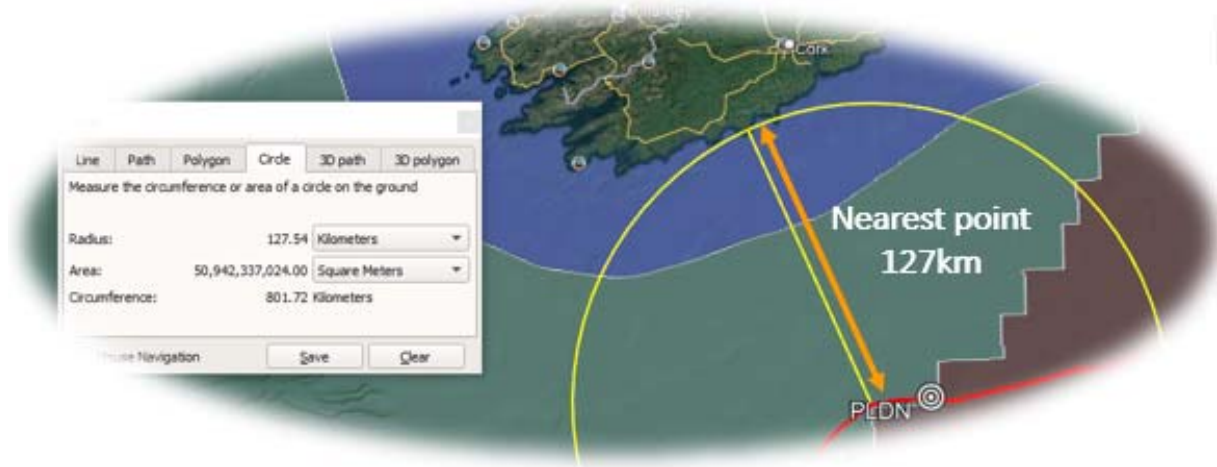 Cork
Line Path Polygon Circle 3D path 3D polygon
Measure the circumference or area of a circle on the ground
Radius: 127.54 Kilometers
Area: 50,942,337,024.00 Square Meters
Circumference: 801.72 Kilometers
Navigation Save Clear
Nearest point
127km
PLDN